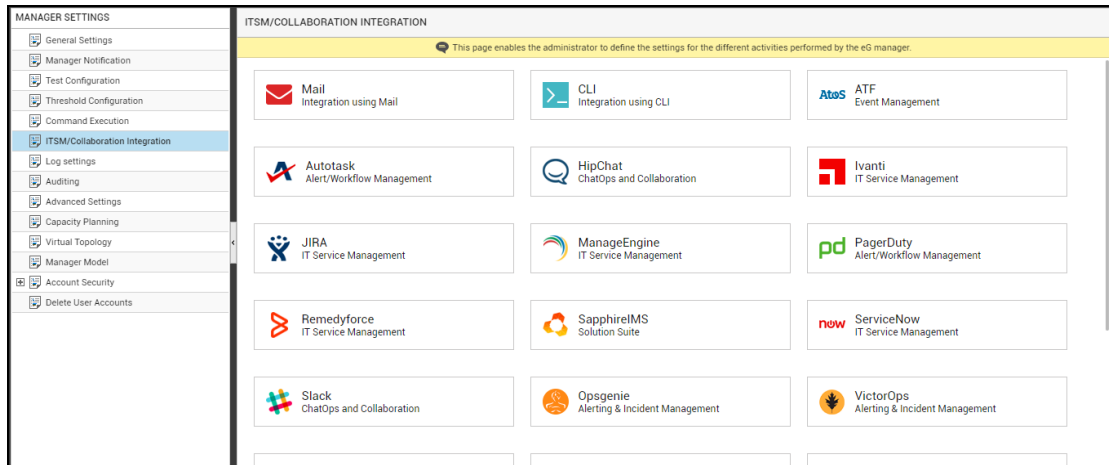 MANAGER SETTINGS
General Settings
Manager Notification
Test Configuration
Threshold Configuration
Command Execution
ITSM/Collaboration Integration
Log settings
Auditing
Advanced Settings
Capacity Planning
Virtual Topology
Manager Model
Account Security
Delete User Accounts
ITSM/COLLABORATION INTEGRATION
This page enables the administrator to define the settings for the different activities performed by the eG manager.
Mail
Integration using Mail
CLI
Integration using CLI
Atos
ATF
Event Management
Autotask
Alert/Workflow Management
HipChat
ChatOps and Collaboration
Ivanti
IT Service Management
JIRA
IT Service Management
ManageEngine
IT Service Management
pd
PagerDuty
Alert/Workflow Management
Remedyforce
IT Service Management
SapphireIMS
Solution Suite
now
ServiceNow
IT Service Management
Slack
ChatOps and Collaboration
Opsgenie
Alerting & Incident Management
VictorOps
Alerting & Incident Management